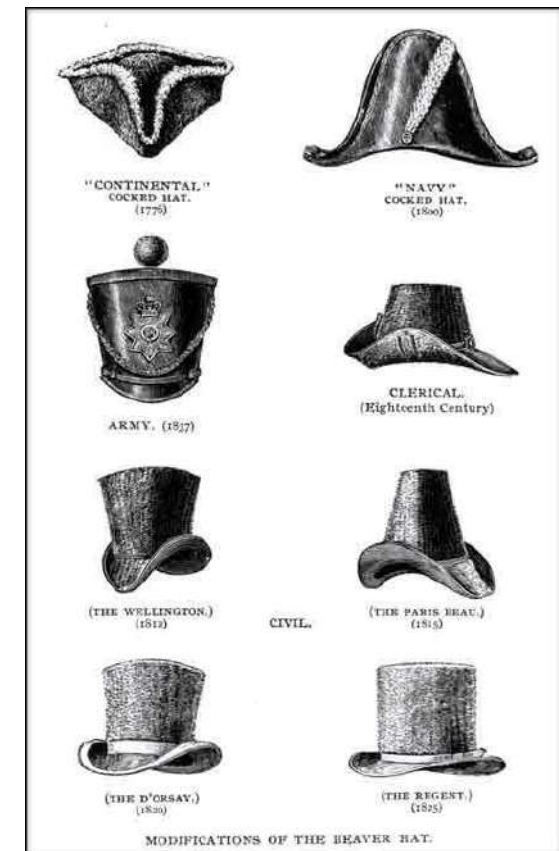 "CONTINENTAL"
COCKED HAT.
(1776)
"NAVY"
COCKED HAT.
(1800)
ARMY. (1837)
CLERICAL.
(Eighteenth Century)
(THE WELLINGTON.)
(1812)
CIVIL.
(THE PARIS BEAU.)
(1815)
(THE D'ORSAY.)
(1820)
(THE REGENT.)
(1825)
MODIFICATIONS OF THE BEAVER HAT.